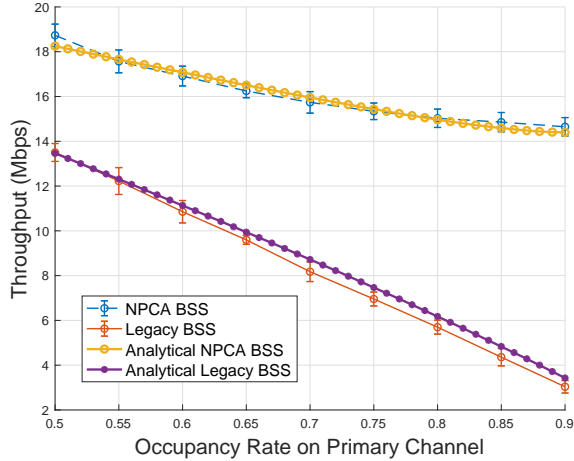 20
18
16
14
12
10
8
6
4
2
Throughput (Mbps)
NPCA BSS
Legacy BSS
Analytical NPCA BSS
Analytical Legacy BSS
0.5 0.55 0.6 0.65 0.7 0.75 0.8 0.85 0.9
Occupancy Rate on Primary Channel